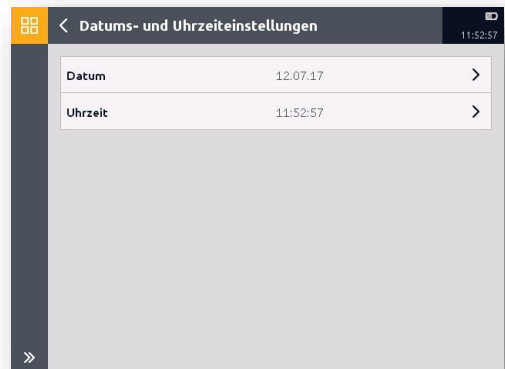 Datums- und Uhrzeiteinstellungen
11:52:57
Datum 12.07.17
Uhrzeit 11:52:57